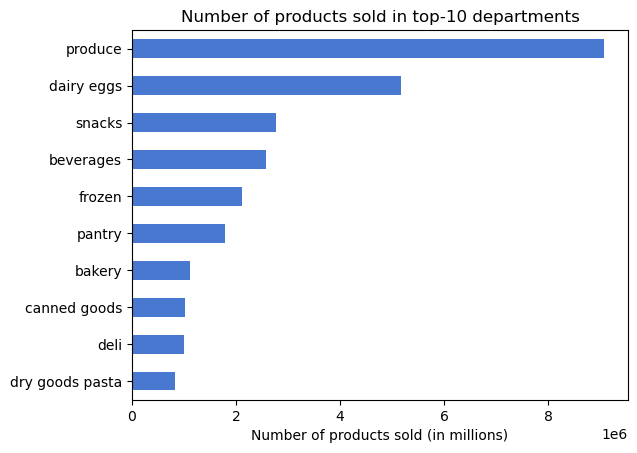 Number of products sold in top-10 departments
produce
dairy eggs
snacks
beverages
frozen
pantry
bakery
canned goods
deli
dry goods pasta
0 2 4 6 8
1e6
Number of products sold (in millions)